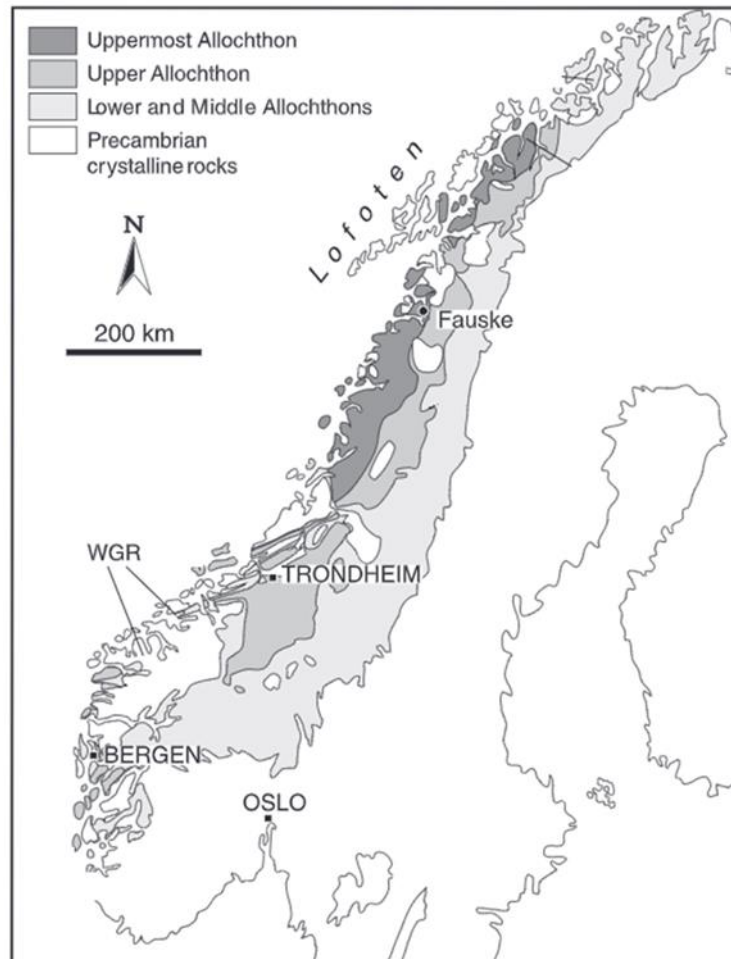 Uppermost Allochthon
Upper Allochthon
Lower and Middle Allochthons
Precambrian
crystalline rocks
Lofoten
N
200 km
Fauske
WGR
TRONDHEIM
BERGEN
OSLO